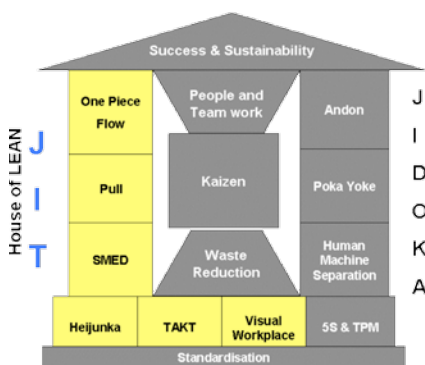 Success & Sustainability
House of LEAN
J
I
T
One Piece
Flow
Pull
SMED
People and
Team work
Kaizen
Waste
Reduction
Andon
Poka Yoke
Human
Machine
Separation
J
I
D
O
K
A
Heijunka
TAKT
Visual
Workplace
5S & TPM
Standardisation